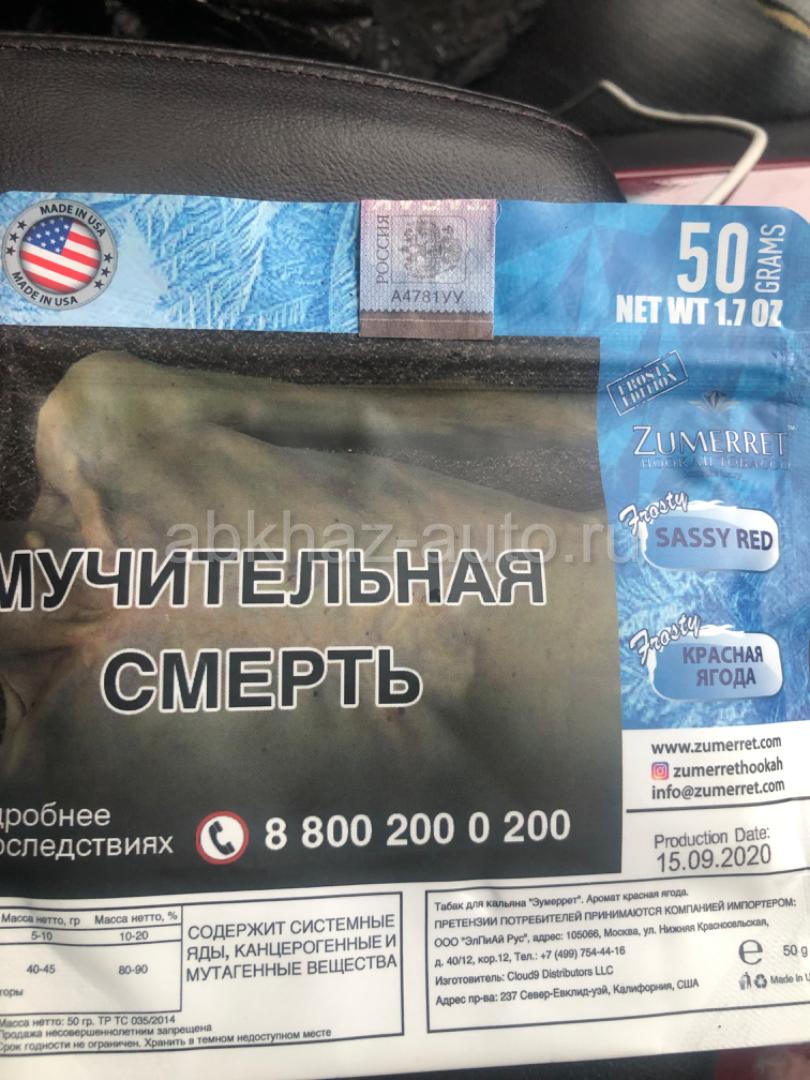 MADE IN USA
MADE IN USA
РОССИЯ
А4781УУ
50 GRAMS
NET WT 1.7 OZ
FROSTY
EDITION
ZUMERRET
HOOKAH TOBACCO
Frosty
SASSY RED
abkhaz-auto.ru
МУЧИТЕЛЬНАЯ
СМЕРТЬ
Frosty
КРАСНАЯ
ЯГОДА
www.zumerret.com
zumerrethookah
info@zumerret.com
дробнее
оследствиях
8 800 200 0 200
Production Date:
15.09.2020
Масса нетто, гр Масса нетто, %
5-10 10-20
40-45 80-90
торы
СОДЕРЖИТ СИСТЕМНЫЕ
ЯДЫ, КАНЦЕРОГЕННЫЕ И
МУТАГЕННЫЕ ВЕЩЕСТВА
Масса нетто: 50 гр. ТР ТС 035/2014
Продажа несовершеннолетним запрещена
Срок годности не ограничен. Хранить в темном недоступном месте
Табак для кальяна "Зумеррет". Аромат красная ягода.
ПРЕТЕНЗИИ ПОТРЕБИТЕЛЕЙ ПРИНИМАЮТСЯ КОМПАНИЕЙ ИМПОРТЕРОМ:
ООО "ЭлПиАй Рус", адрес: 105066, Москва, ул. Нижняя Красносельская,
д. 40/12, кор.12, Тел.: +7 (499) 754-44-16
Изготовитель: Cloud9 Distributors LLC
Адрес пр-ва: 237 Север-Евклид-уэй, Калифорния, США
e 50 g
Made in U